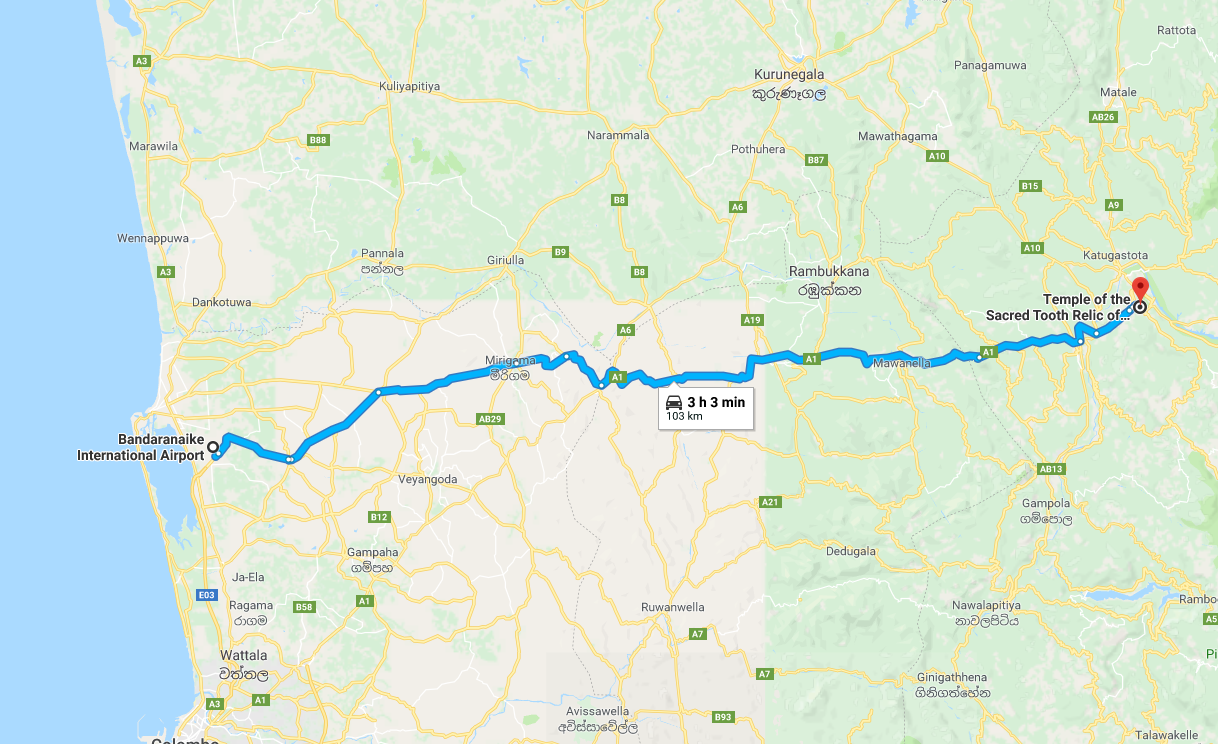 Rattota
A3
Panagamuwa
Kurunegala
කුරුණෑගල
Kuliyapitiya
Matale
AB26
Narammala
Mawathagama
B88
Marawila
Pothuhera
B87
A10
B15
B8
A6
A9
Wennappuwa
A10
Pannala
පන්නල
B9
Giriulla
Katugastota
A3
B8
Rambukkana
රඹුක්කන
Dankotuwa
Temple of the
Sacred Tooth Relic of...
A19
A6
A1
A1
Mirigama
මීරිගම
Mawanella
A1
3 h 3 min
103 km
AB29
Bandaranaike
International Airport
AB13
Veyangoda
A21
Gampola
ගම්පොල
B12
Gampaha
ගම්පහ
Dedugala
Ja-Ela
E03
A1
B58
Ragama
රාගම
Ruwanwella
Nawalapitiya
නාවලපිටිය
Rambo
A5
A7
Wattala
වත්තල
Pi
A7
Ginigathhena
ගිනිගත්හේන
A3
A1
Avissawella
අවිස්සාවේල්ල
B93
Talawakelle
Colombo